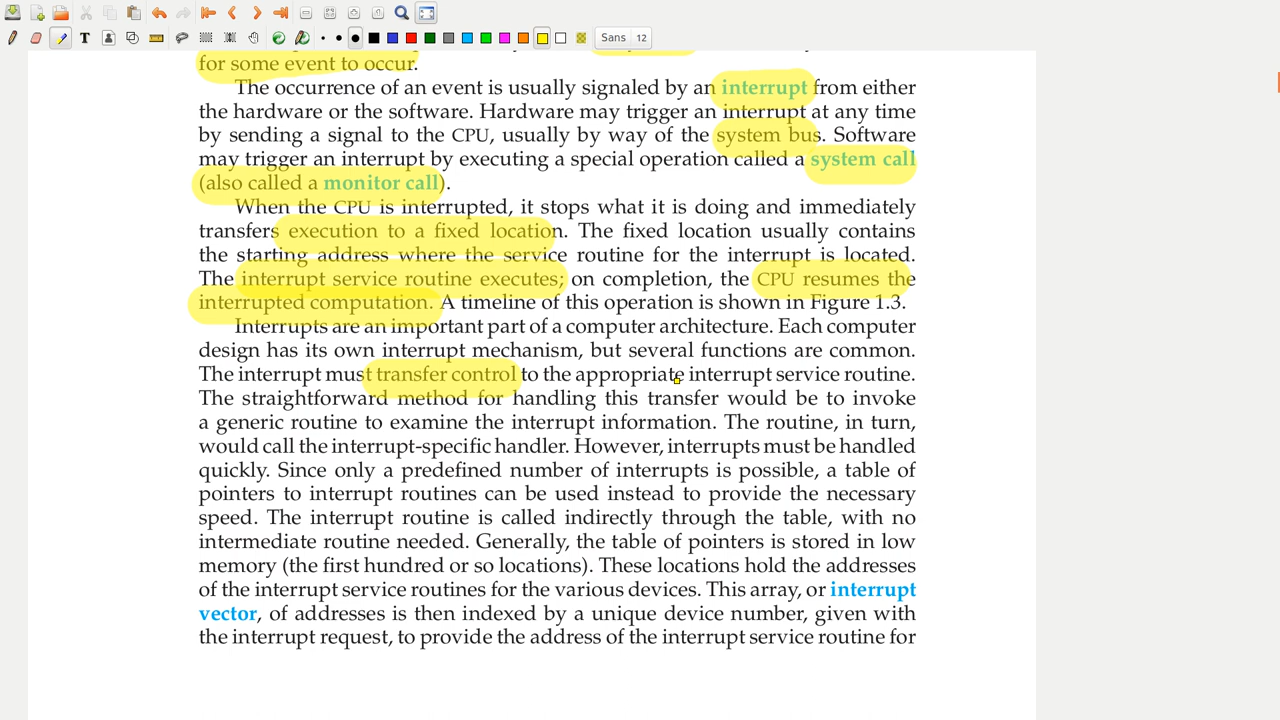 Sans 12
for some event to occur.
The occurrence of an event is usually signaled by an interrupt from either
the hardware or the software. Hardware may trigger an interrupt at any time
by sending a signal to the CPU, usually by way of the system bus. Software
may trigger an interrupt by executing a special operation called a system call
(also called a monitor call).
When the CPU is interrupted, it stops what it is doing and immediately
transfers execution to a fixed location. The fixed location usually contains
the starting address where the service routine for the interrupt is located.
The interrupt service routine executes; on completion, the CPU resumes the
interrupted computation. A timeline of this operation is shown in Figure 1.3.
Interrupts are an important part of a computer architecture. Each computer
design has its own interrupt mechanism, but several functions are common.
The interrupt must transfer control to the appropriate interrupt service routine.
The straightforward method for handling this transfer would be to invoke
a generic routine to examine the interrupt information. The routine, in turn,
would call the interrupt-specific handler. However, interrupts must be handled
quickly. Since only a predefined number of interrupts is possible, a table of
pointers to interrupt routines can be used instead to provide the necessary
speed. The interrupt routine is called indirectly through the table, with no
intermediate routine needed. Generally, the table of pointers is stored in low
memory (the first hundred or so locations). These locations hold the addresses
of the interrupt service routines for the various devices. This array, or interrupt
vector, of addresses is then indexed by a unique device number, given with
the interrupt request, to provide the address of the interrupt service routine for